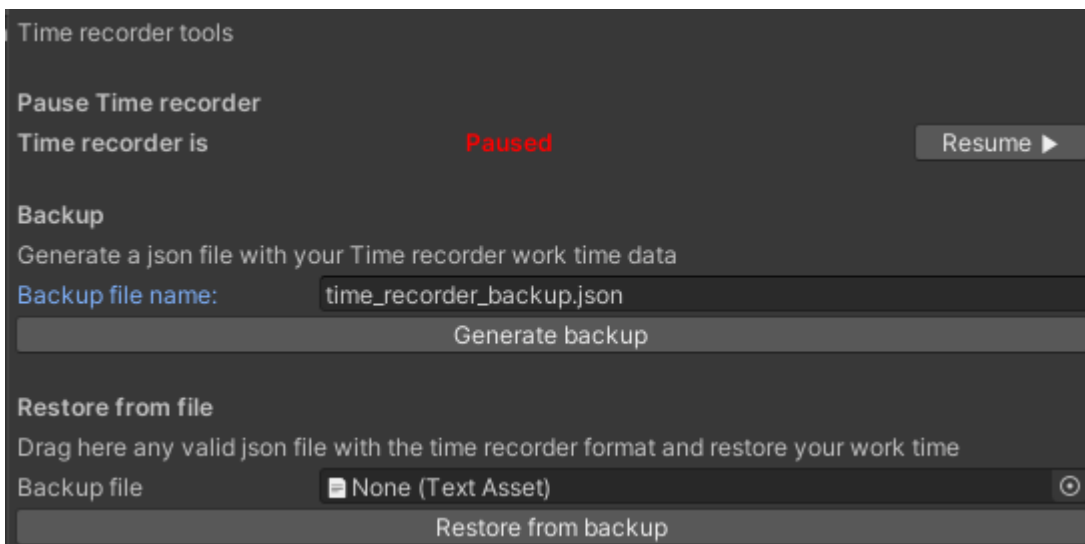 Time recorder tools
Pause Time recorder
Time recorder is Paused Resume ▶
Backup
Generate a json file with your Time recorder work time data
Backup file name: time_recorder_backup.json
Generate backup
Restore from file
Drag here any valid json file with the time recorder format and restore your work time
Backup file None (Text Asset)
Restore from backup